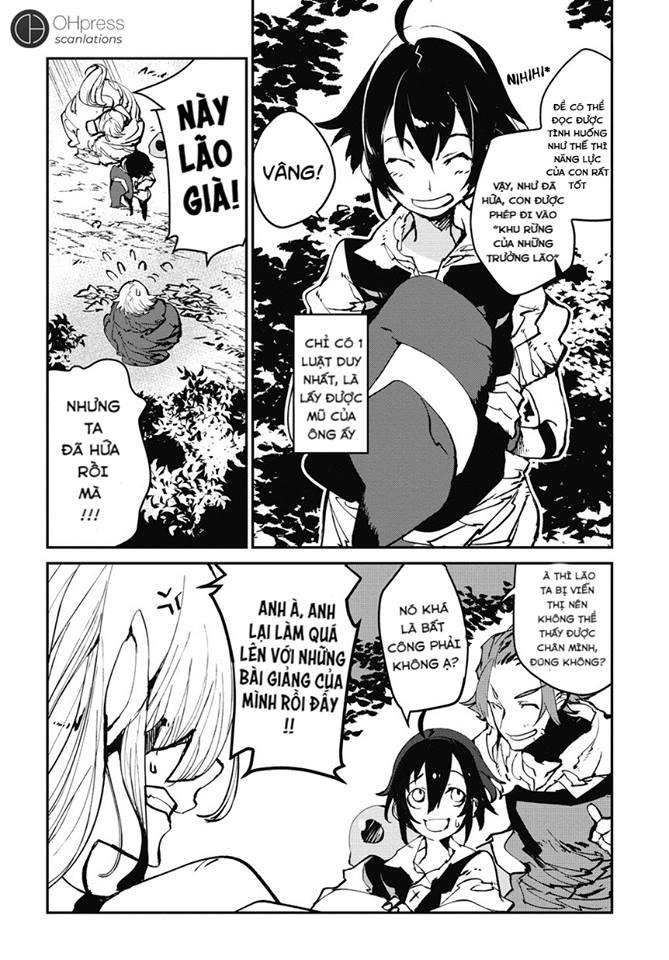 OHpress
scanlations
NIHIHI*
ĐỂ CÓ THỂ
ĐỌC ĐƯỢC
TÌNH HUỐNG
NHƯ THẾ THÌ
NĂNG LỰC
CỦA CON RẤT
TỐT
VẬY, NHƯ ĐÃ
HỨA, CON ĐƯỢC
PHÉP ĐI VÀO
"KHU RỪNG
CỦA NHỮNG
TRƯỞNG LÃO"
VÂNG!
CHỈ CÓ 1
LUẬT DUY
NHẤT, LÀ
LẤY ĐƯỢC
MŨ CỦA
ÔNG ẤY
NÀY
LÃO
GIÀ!
NHƯNG
TA
ĐÃ HỨA
RỒI
MÀ
!!!
À THÌ LÃO
TA BỊ VIỄN
THỊ NÊN
KHÔNG THỂ
THẤY ĐƯỢC
CHÂN MÌNH,
ĐÚNG KHÔNG?
NÓ KHÁ
LÀ BẤT
CÔNG PHẢI
KHÔNG Ạ?
ANH À, ANH
LẠI LÀM QUÁ
LÊN VỚI NHỮNG
BÀI GIẢNG CỦA
MÌNH RỒI ĐẤY
!!